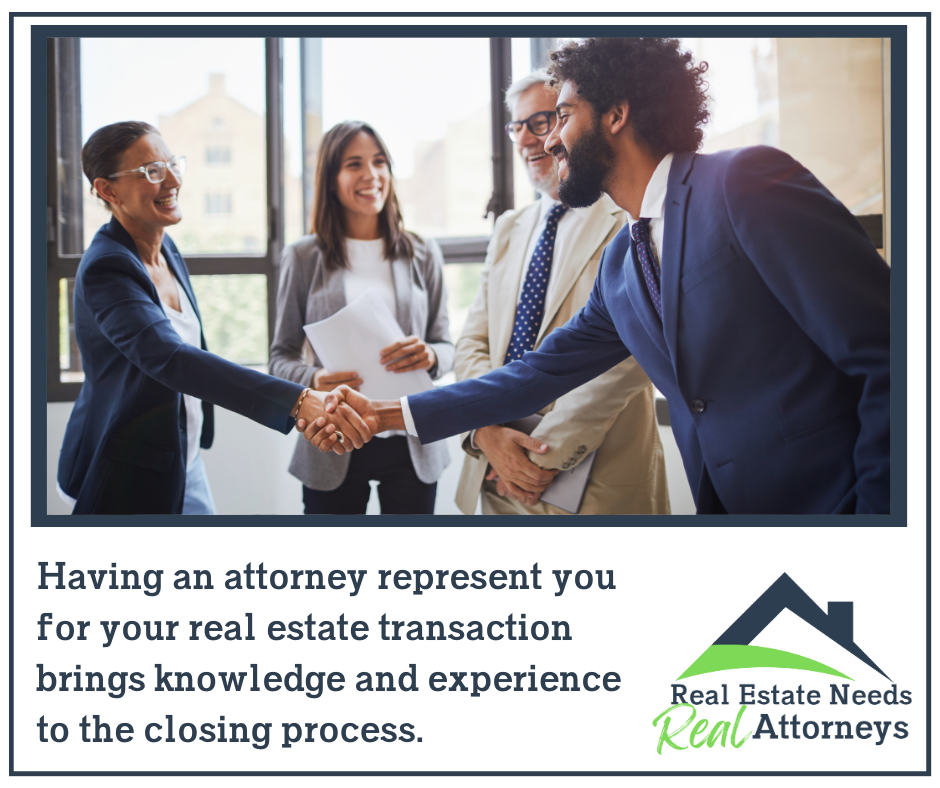 Having an attorney represent you
for your real estate transaction
brings knowledge and experience
to the closing process.
Real Estate Needs
Real Attorneys